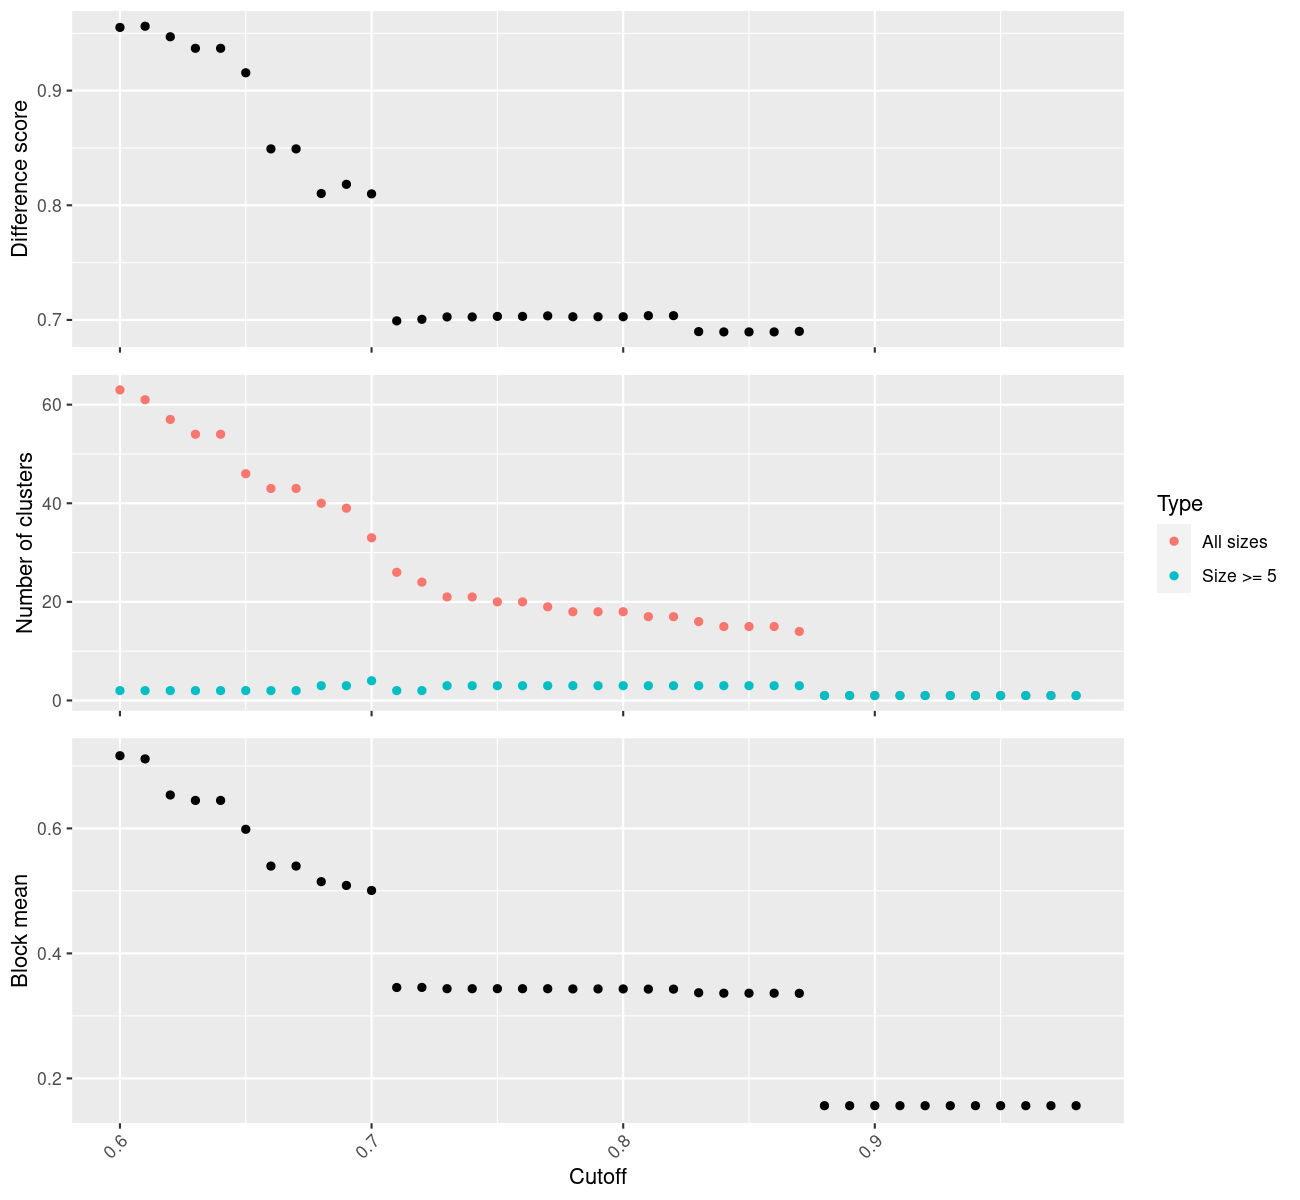 Difference score
0.9
0.8
0.7
Number of clusters
60
40
20
0
Type
All sizes
Size >= 5
Block mean
0.6
0.4
0.2
0.6
0.7
0.8
0.9
Cutoff